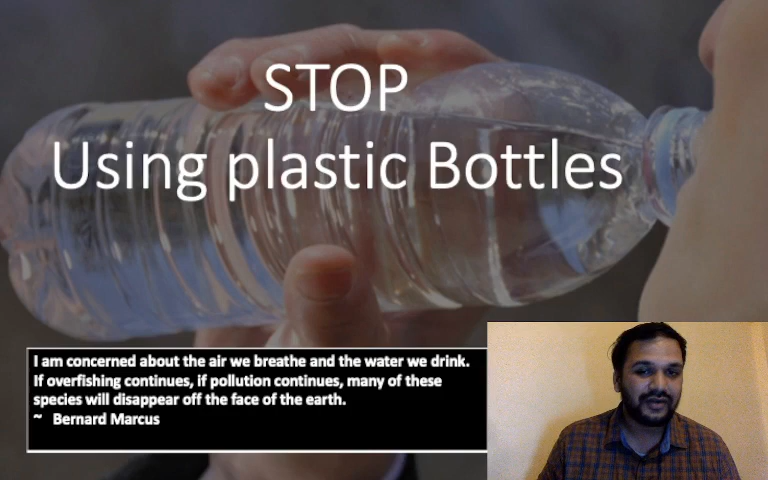 STOP
Using plastic Bottles
I am concerned about the air we breathe and the water we drink.
If overfishing continues, if pollution continues, many of these
species will disappear off the face of the earth.
~ Bernard Marcus